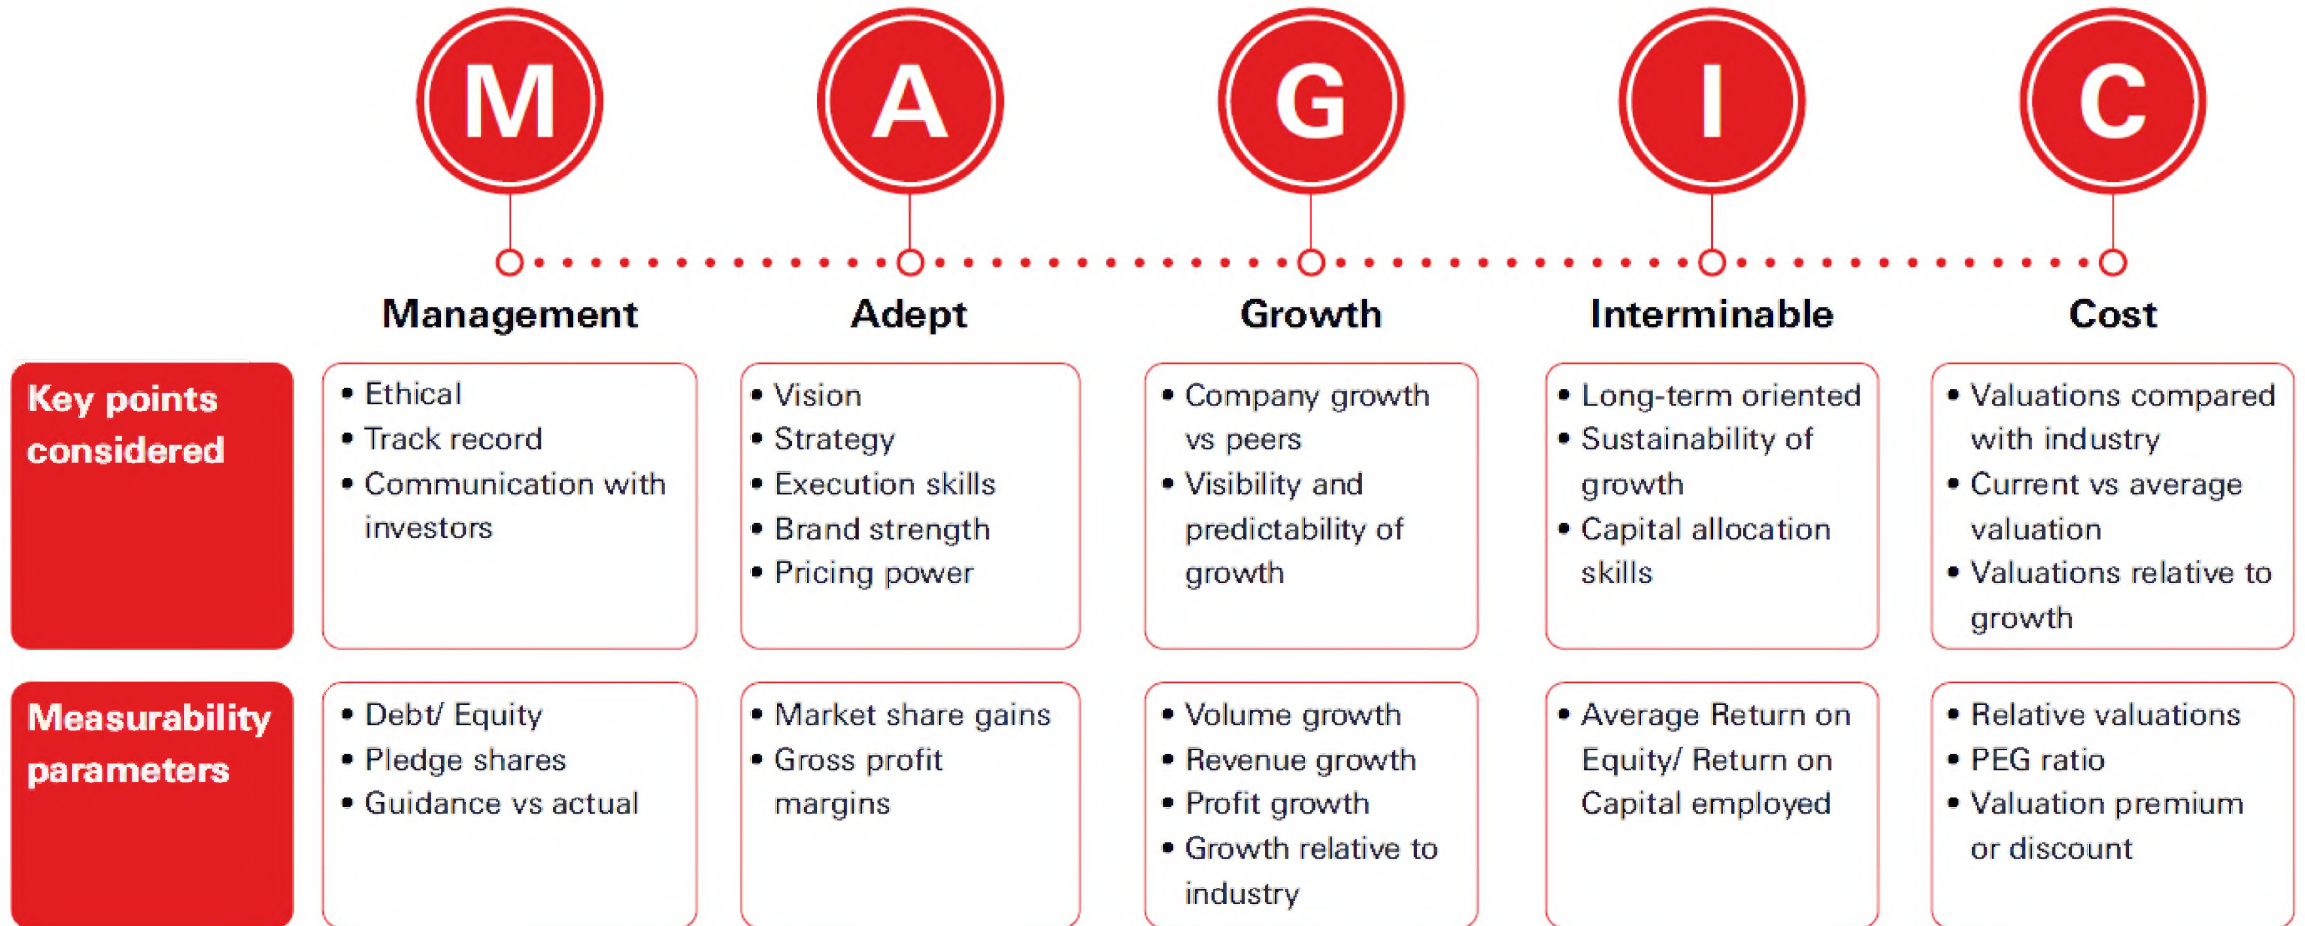 M
A
G
I
C
Management
Adept
Growth
Interminable
Cost
Key points
considered
• Ethical
• Track record
• Communication with
investors
• Vision
• Strategy
• Execution skills
• Brand strength
• Pricing power
• Company growth
vs peers
• Visibility and
predictability of
growth
• Long-term oriented
• Sustainability of
growth
• Capital allocation
skills
• Valuations compared
with industry
• Current vs average
valuation
• Valuations relative to
growth
Measurability
parameters
• Debt/ Equity
• Pledge shares
• Guidance vs actual
• Market share gains
• Gross profit
margins
• Volume growth
• Revenue growth
• Profit growth
• Growth relative to
industry
• Average Return on
Equity/ Return on
Capital employed
• Relative valuations
• PEG ratio
• Valuation premium
or discount